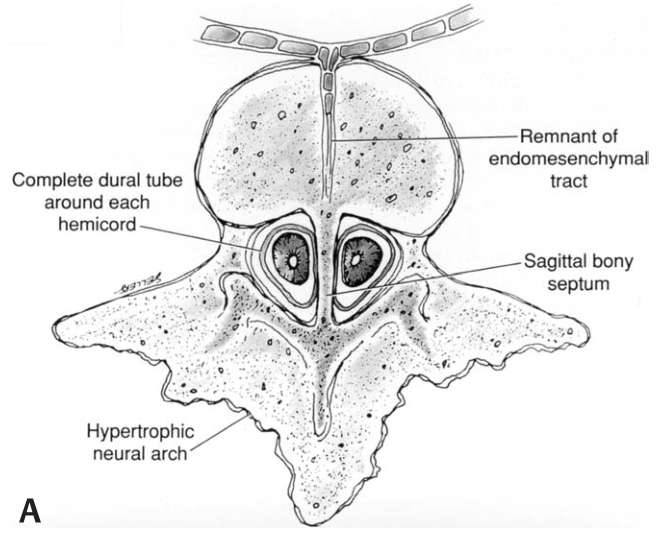 Remnant of
endomesenchymal
tract
Complete dural tube
around each
hemicord
Sagittal bony
septum
Hypertrophic
neural arch
A